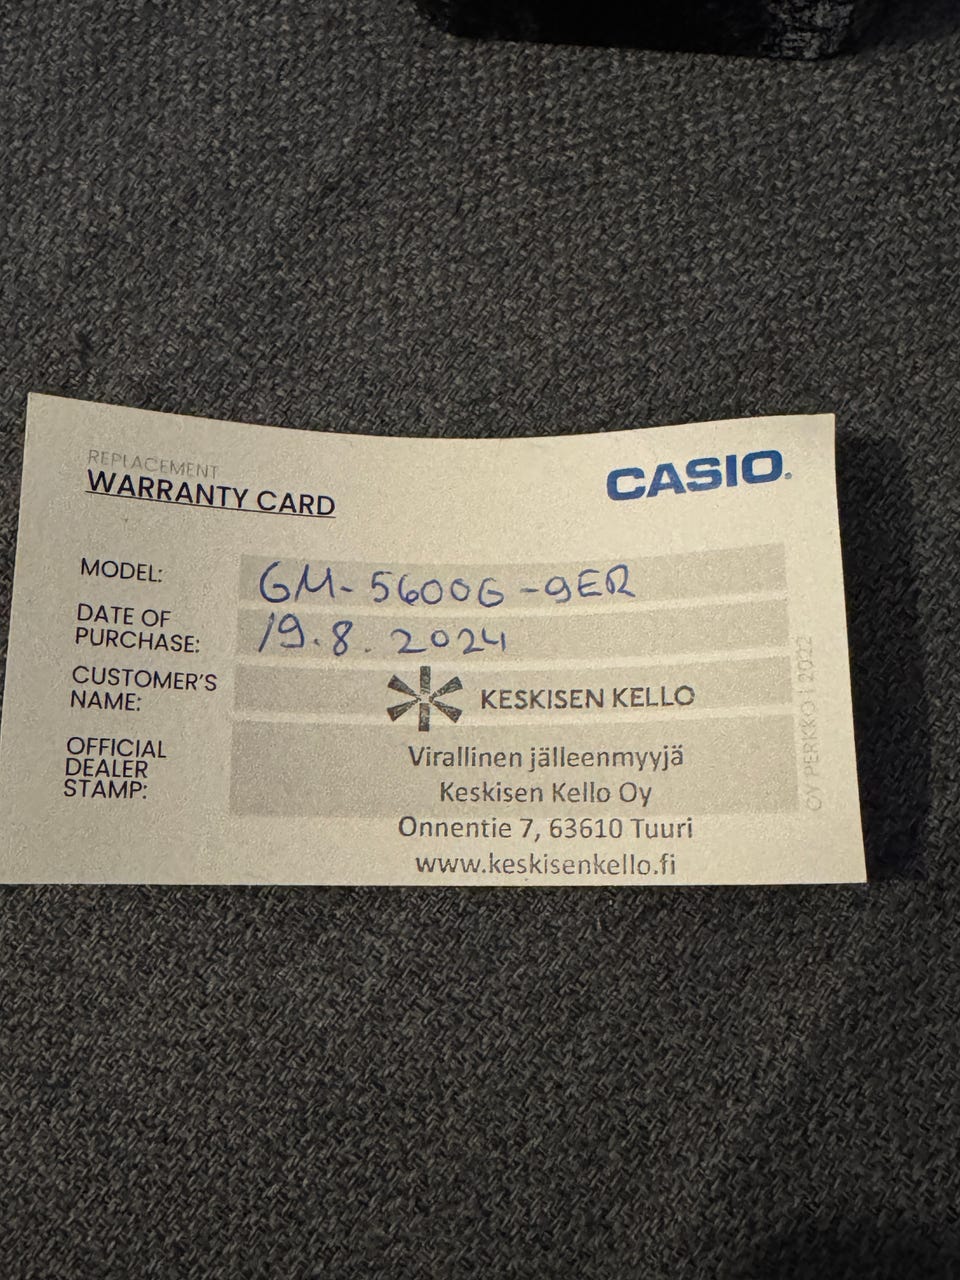 REPLACEMENT
WARRANTY CARD
CASIO.
MODEL: GM-5600G-9ER
DATE OF
PURCHASE: 19.8.2024
CUSTOMER'S
NAME:
KESKISEN KELLO
OFFICIAL
DEALER
STAMP:
Virallinen jälleenmyyjä
Keskisen Kello Oy
Onnentie 7, 63610 Tuuri
www.keskisenkello.fi
OY PERKKO | 2022